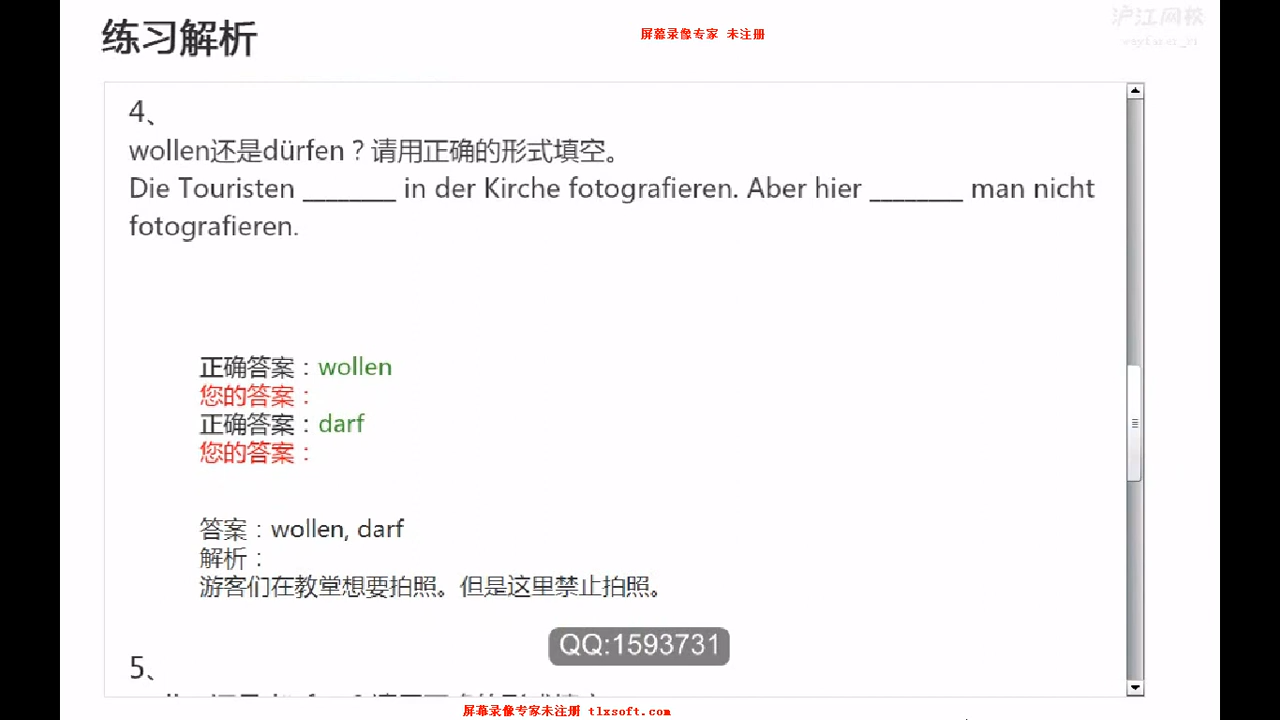 练习解析
屏幕录像专家 未注册
沪江网校
4、
wollen还是dürfen？请用正确的形式填空。
Die Touristen ________ in der Kirche fotografieren. Aber hier ________ man nicht
fotografieren.
正确答案：wollen
您的答案：
正确答案：darf
您的答案：
答案：wollen, darf
解析：
游客们在教堂想要拍照。但是这里禁止拍照。
QQ:1593731
5、
屏幕录像专家未注册 tlxsoft.com